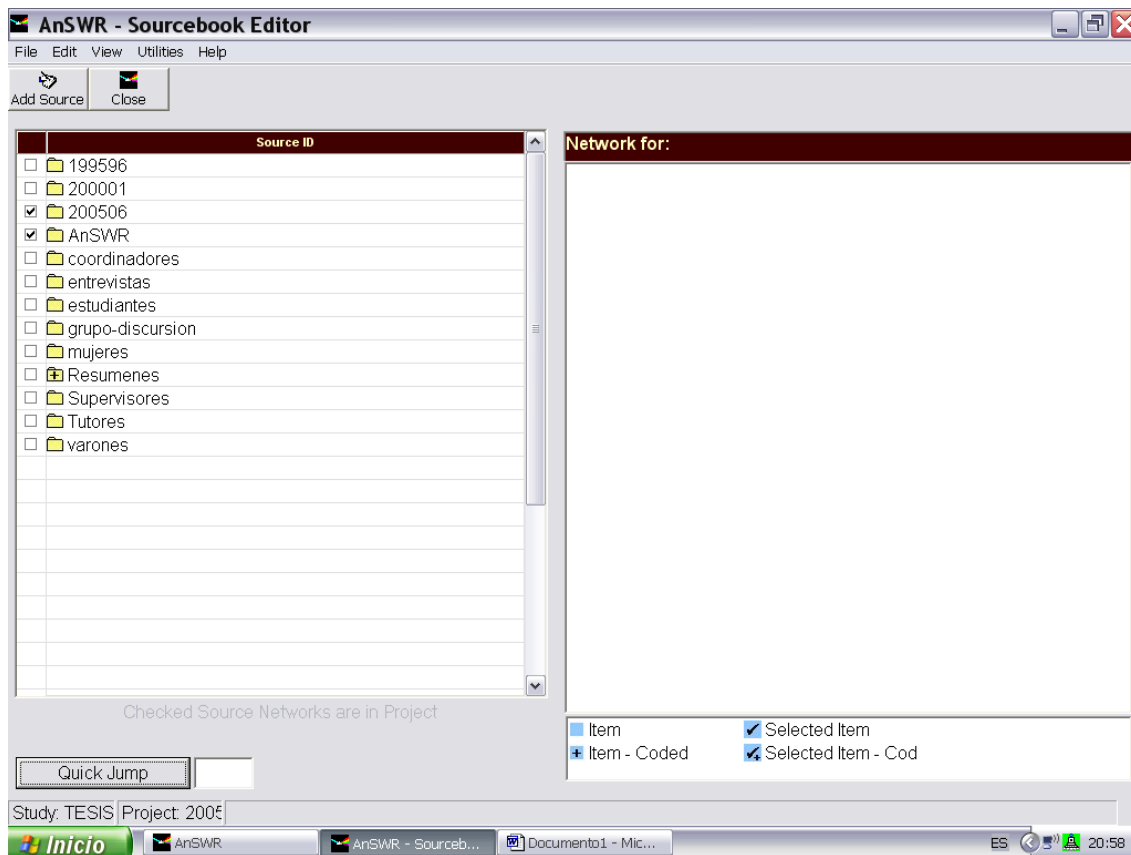 AnSWR - Sourcebook Editor
File Edit View Utilities Help
Add Source Close
Source ID
199596
200001
200506
AnSWR
coordinadores
entrevistas
estudiantes
grupo-discursion
mujeres
Resumenes
Supervisores
Tutores
varones
Checked Source Networks are in Project
Quick Jump
Network for:
Item Selected Item
Item - Coded Selected Item - Cod
Study: TESIS Project: 2005
Inicio AnSWR AnSWR - Sourceb... Documento1 - Mic... ES 20:58